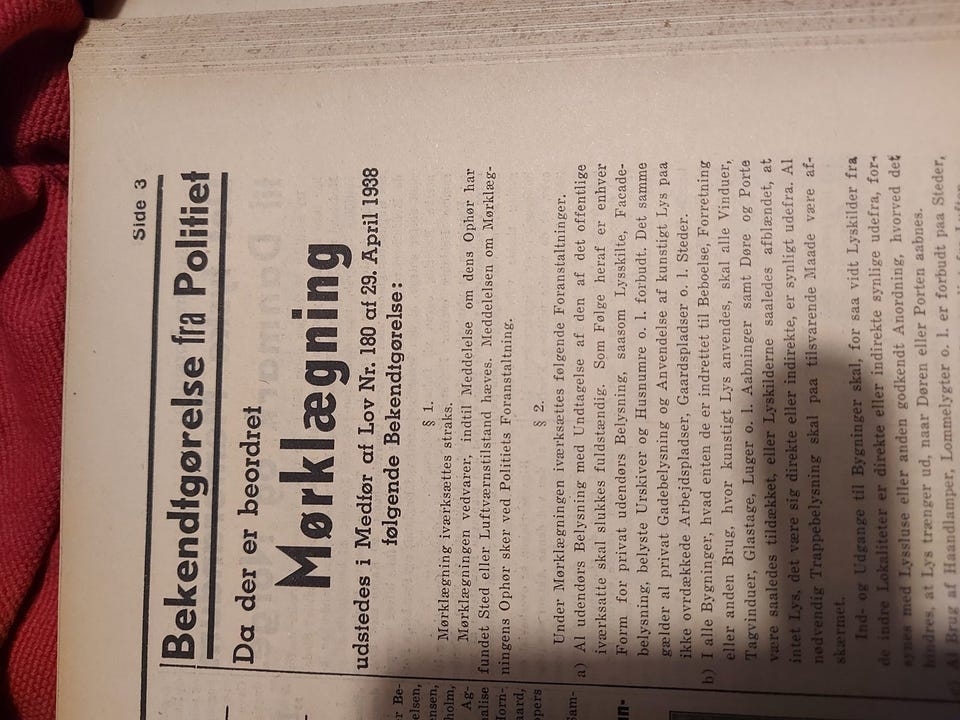 Side 3
Bekendtgørelse fra Politiet
Da der er beordret
Mørklægning
udstedes i Medfør af Lov Nr. 180 af 29. April 1938
følgende Bekendtgørelse:
§ 1.
Mørklægning iværksættes straks.
Mørklægningen vedvarer, indtil Meddelelse om dens Ophør har
fundet Sted eller Luftværnstilstand hæves. Meddelelsen om Mørklæg-
ningens Ophør sker ved Politiets Foranstaltning.
§ 2.
Under Mørklægningen iværksættes følgende Foranstaltninger.
a) Al udendørs Belysning med Undtagelse af den af det offentlige
iværksatte skal slukkes fuldstændig. Som Følge heraf er enhver
Form for privat udendørs Belysning, saasom Lysskilte, Facade-
belysning, belyste Urskiver og Husnumre o. l. forbudt. Det samme
gælder al privat Gadebelysning og Anvendelse af kunstigt Lys paa
ikke ovrdækkede Arbejdspladser, Gaardspladser o. l. Steder.
b) I alle Bygninger, hvad enten de er indrettet til Beboelse, Forretning
eller anden Brug, hvor kunstigt Lys anvendes, skal alle Vinduer,
Tagvinduer, Glastage, Luger o. l. Aabninger samt Døre og Porte
være saaledes tildækket, eller Lyskilderne saaledes afblændet, at
intet Lys, det være sig direkte eller indirekte, er synligt udefra. Al
nødvendig Trappebelysning skal paa tilsvarende Maade være af-
skærmet.
Ind- og Udgange til Bygninger skal, for saa vidt Lyskilder fra
de indre Lokaliteter er direkte eller indirekte synlige udefra, for-
synes med Lyssluse eller anden godkendt Anordning, hvorved det
hindres, at Lys trænger ud, naar Døren eller Porten aabnes.
Brug af Haandlamper, Lommelygter o. l. er forbudt paa Steder,
r Be-
elsen,
nsen,
holm,
Ag-
nalise
Horn-
aard,
ppers
Sam-
un-